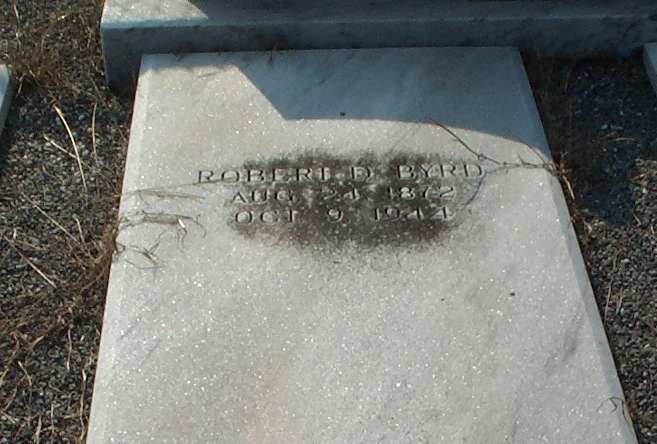 ROBERT D. BYRD
AUG 24 1872
OCT 9 1944